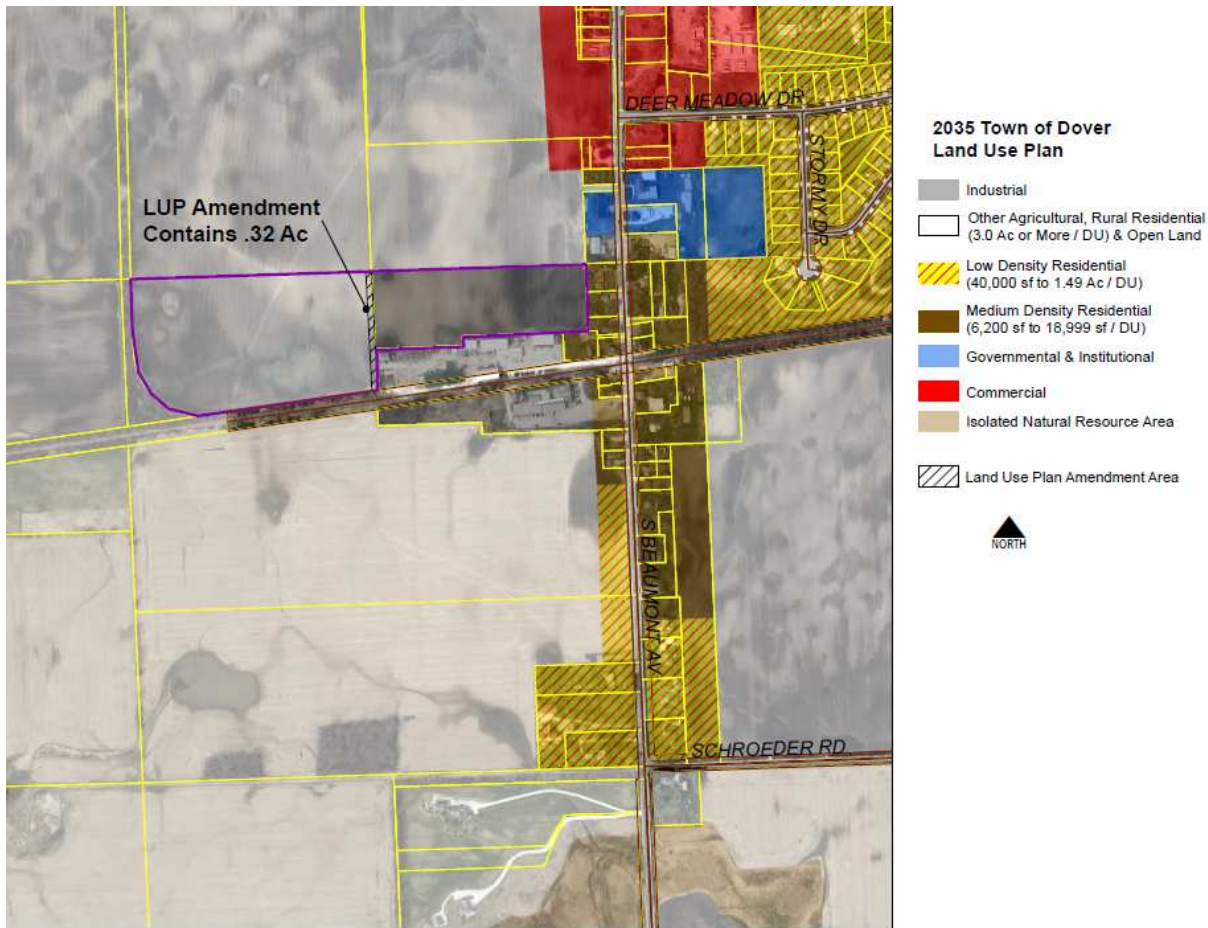 DEER MEADOW DR
STORMY DR
LUP Amendment
Contains .32 Ac
S BEAUMONT AV
SCHROEDER RD
2035 Town of Dover
Land Use Plan
Industrial
Other Agricultural, Rural Residential
(3.0 Ac or More / DU) & Open Land
Low Density Residential
(40,000 sf to 1.49 Ac / DU)
Medium Density Residential
(6,200 sf to 18,999 sf / DU)
Governmental & Institutional
Commercial
Isolated Natural Resource Area
Land Use Plan Amendment Area
NORTH